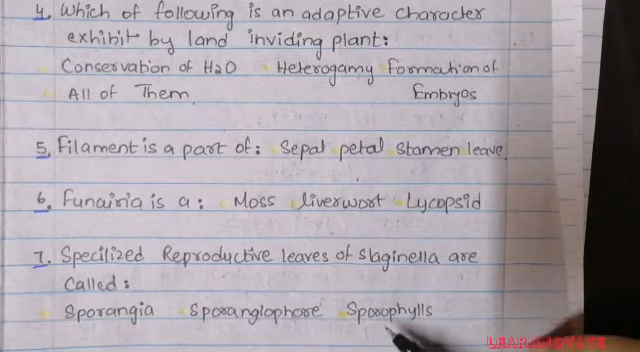 4. Which of following is an adaptive character
exhibit by land inviding plant:
Conservation of H2O Heterogamy Formation of
All of Them Embryos
5. Filament is a part of: Sepal petal Stamen leave
6. Funairia is a: Moss liverwort Lycopsid
7. Specilized Reproductive leaves of Slaginella are
Called:
Sporangia Sporangiophore Sporophylls